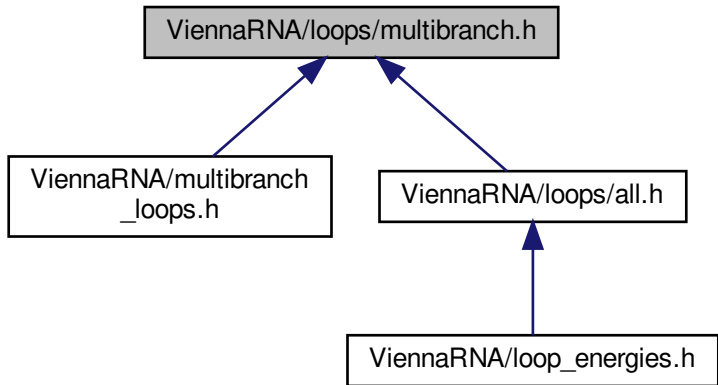 ViennaRNA/loops/multibranch.h
ViennaRNA/multibranch
_loops.h
ViennaRNA/loops/all.h
ViennaRNA/loop_energies.h